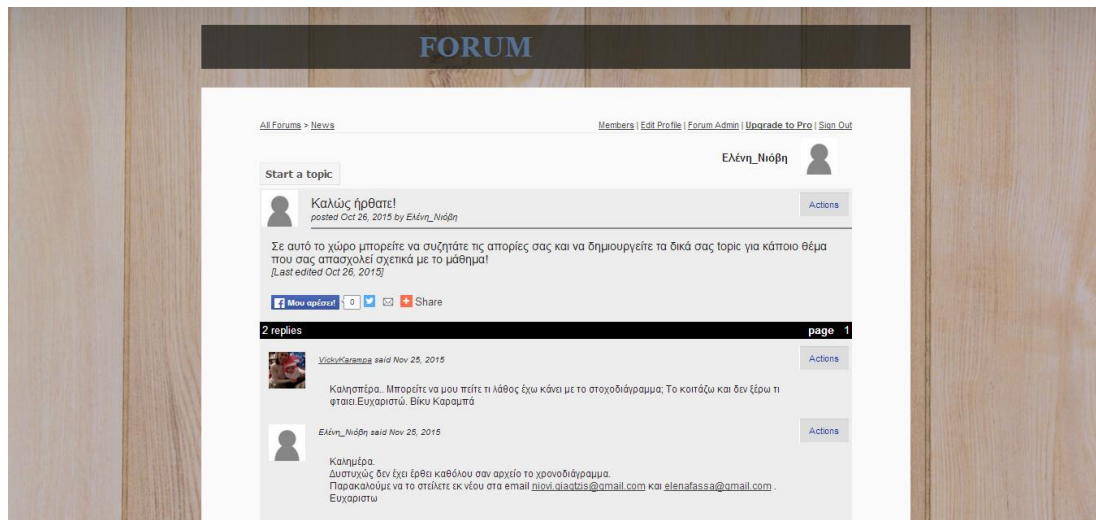 FORUM
All Forums > News
Members | Edit Profile | Forum Admin | Upgrade to Pro | Sign Out
Ελένη_Νιόβη
Start a topic
Καλώς ήρθατε!
Actions
posted Oct 26, 2015 by Ελένη_Νιόβη
Σε αυτό το χώρο μπορείτε να συζητάτε τις απορίες σας και να δημιουργείτε τα δικά σας topic για κάποιο θέμα
που σας απασχολεί σχετικά με το μάθημα!
[Last edited Oct 26, 2015]
Μου αρέσει! 0 Share
2 replies page 1
VickyKarampa said Nov 25, 2015
Actions
Καλησπέρα.. Μπορείτε να μου πείτε τι λάθος έχω κάνει με το στοχοδιάγραμμα; Το κοιτάζω και δεν ξέρω τι
φταιει.Ευχαριστώ. Βίκυ Καραμπά
Ελένη_Νιόβη said Nov 25, 2015
Actions
Καλημέρα.
Δυστυχώς δεν έχει έρθει καθόλου σαν αρχείο το χρονοδιάγραμμα.
Παρακαλούμε να το στείλετε εκ νέου στα email niovi.giagtzis@gmail.com και elenafassa@gmail.com .
Ευχαριστω